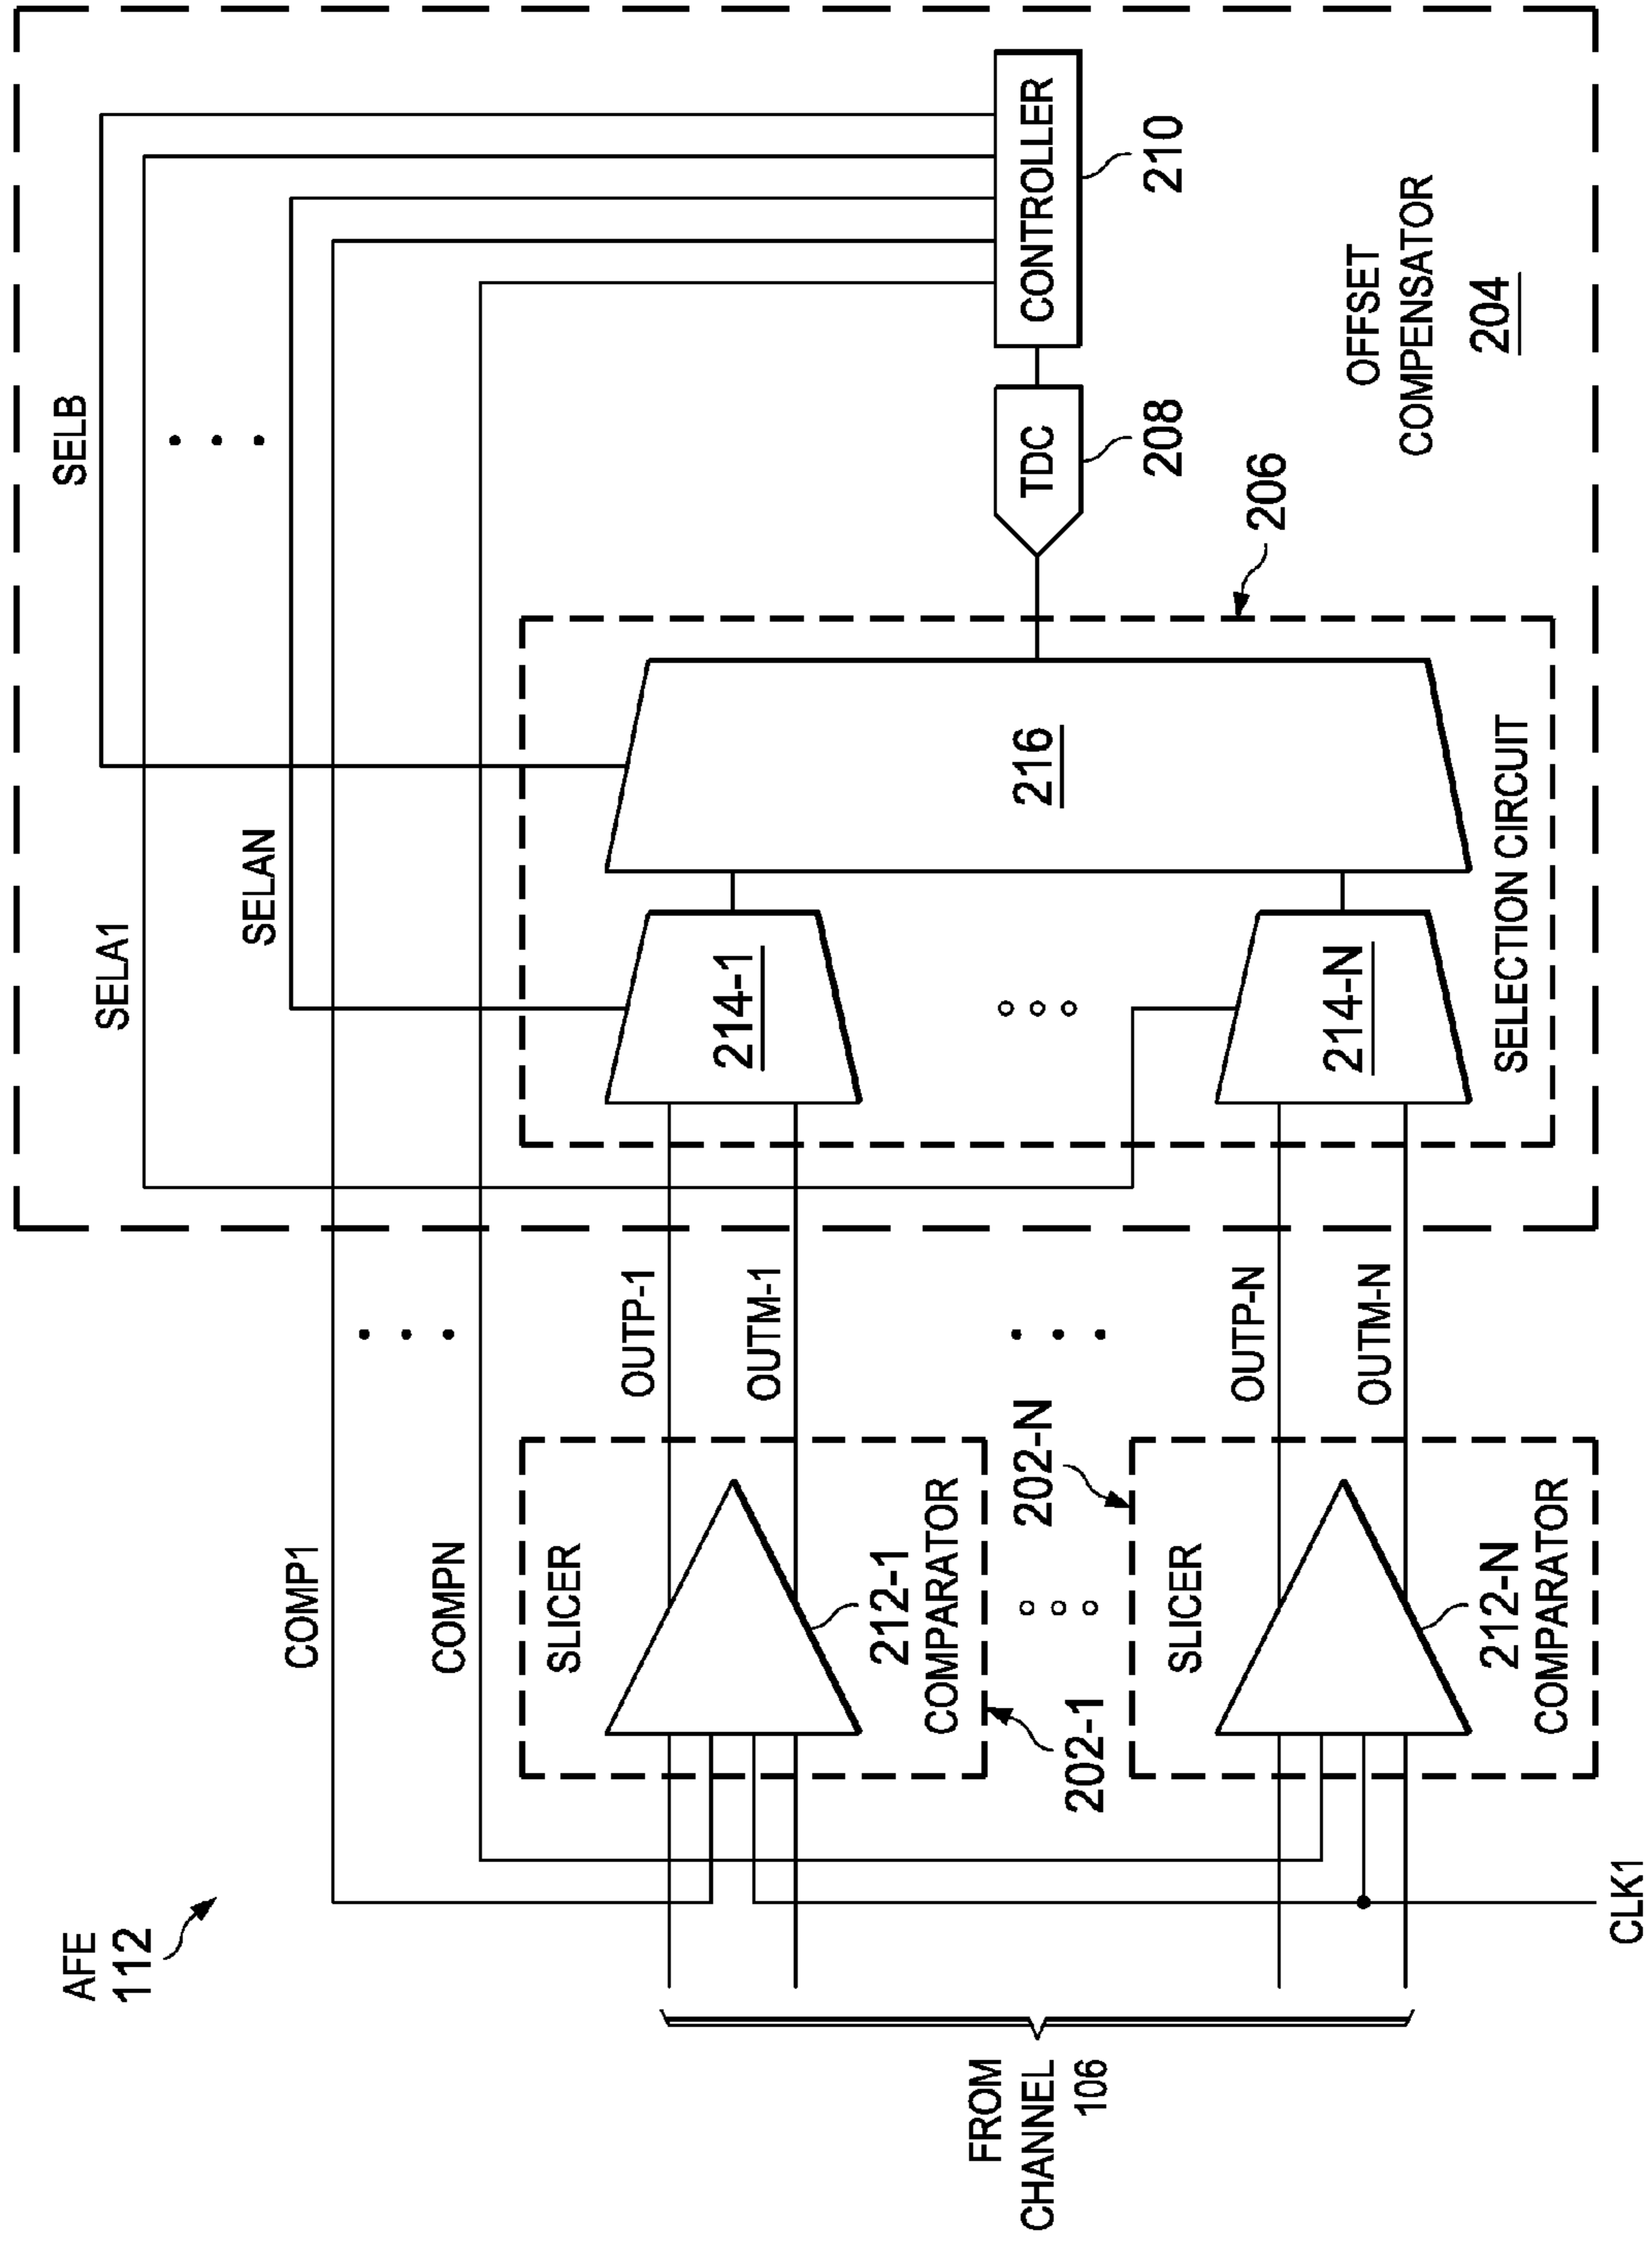 AFE
112
FROM
CHANNEL
106
CLK1
COMP1
COMPN
SLICER
212-1
COMPARATOR
202-1
202-N
SLICER
212-N
COMPARATOR
OUTP-1
OUTM-1
OUTP-N
OUTM-N
SELA1
SELAN
SELB
214-1
214-N
216
SELECTION CIRCUIT
206
TDC
208
CONTROLLER
210
OFFSET
COMPENSATOR
204